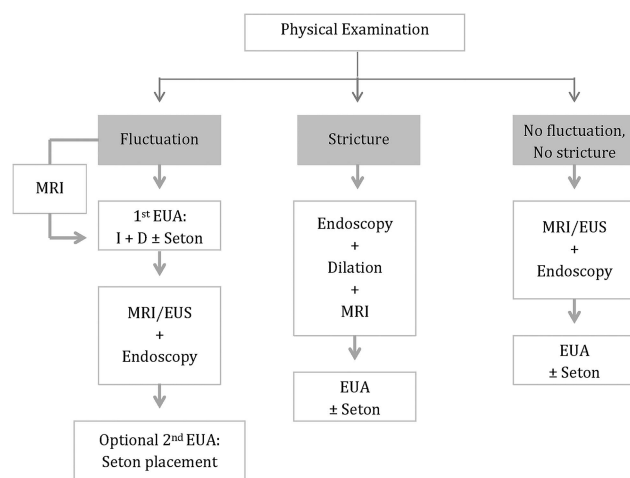 Physical Examination
Fluctuation
Stricture
No fluctuation,
No stricture
MRI
1st EUA:
I + D ± Seton
MRI/EUS
+
Endoscopy
Optional 2nd EUA:
Seton placement
Endoscopy
+
Dilation
+
MRI
EUA
± Seton
MRI/EUS
+
Endoscopy
EUA
± Seton